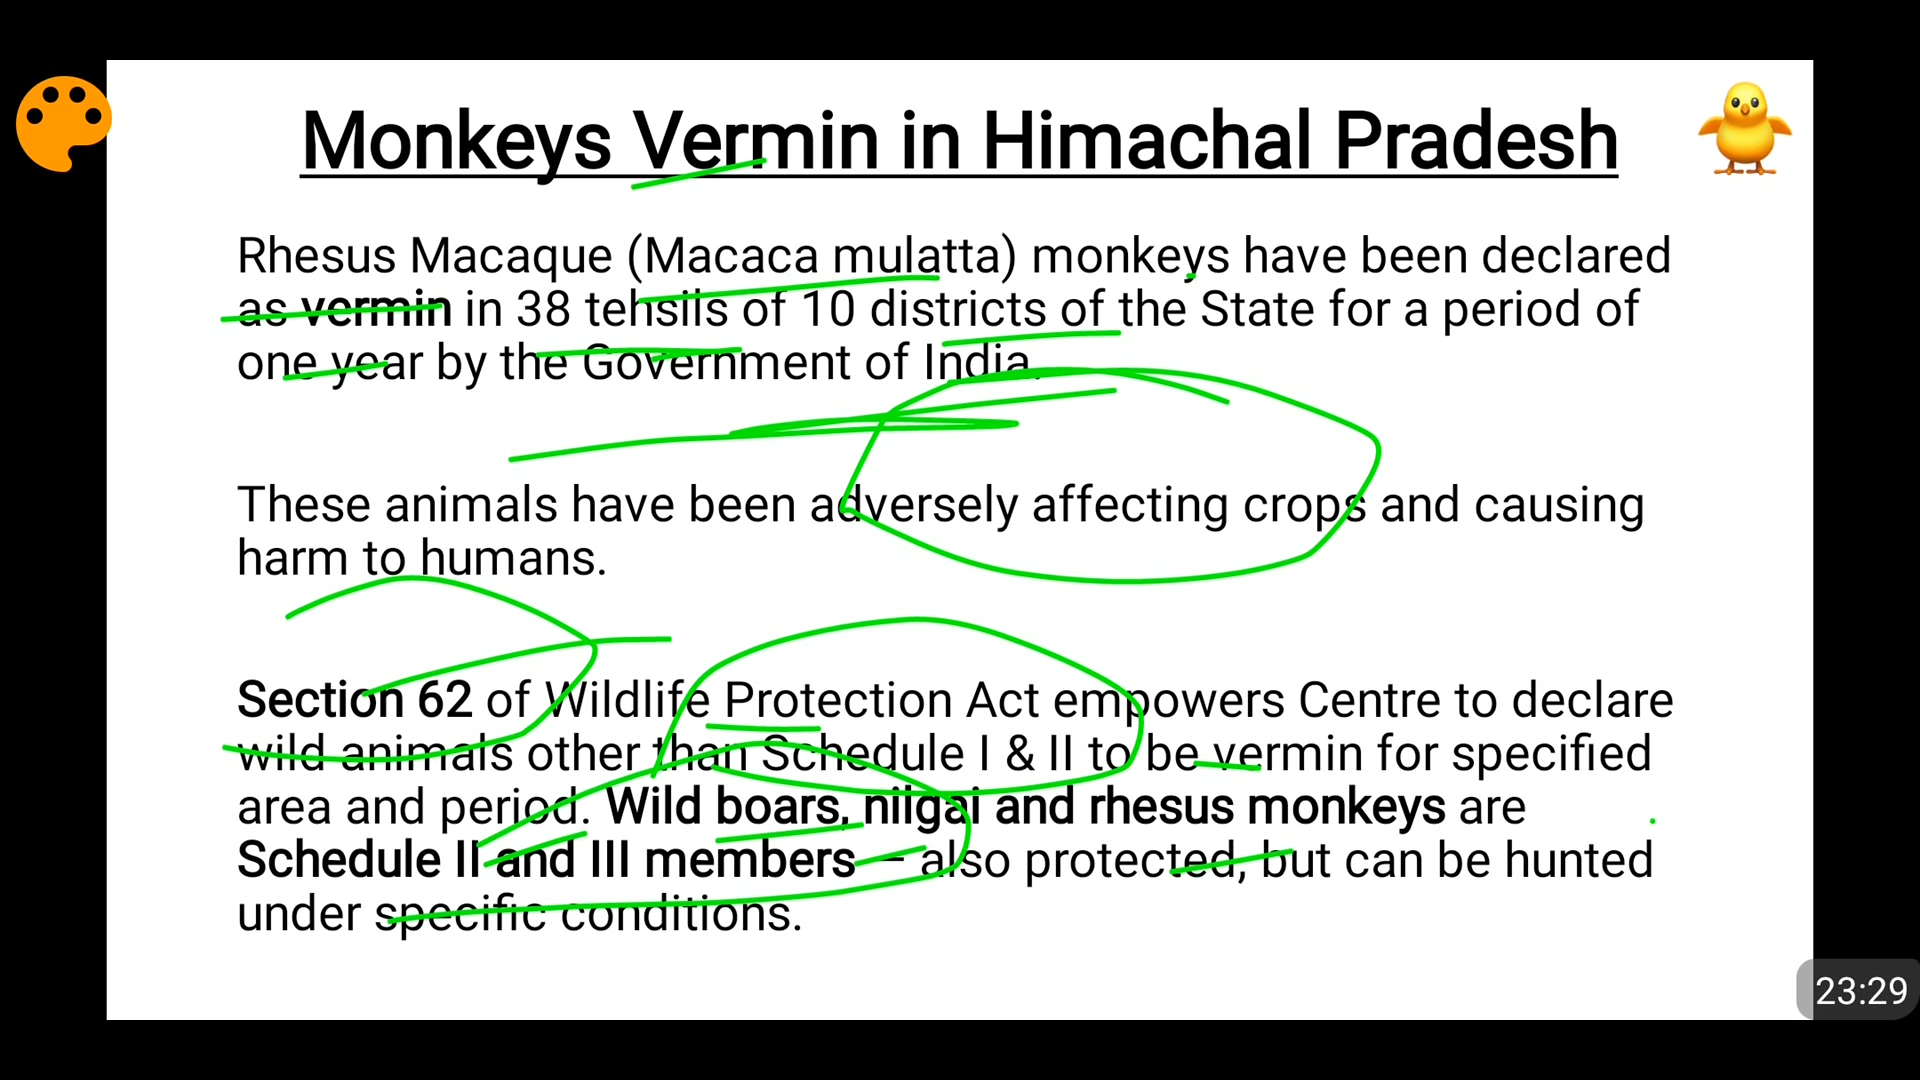 Monkeys Vermin in Himachal Pradesh
Rhesus Macaque (Macaca mulatta) monkeys have been declared
as vermin in 38 tehsils of 10 districts of the State for a period of
one year by the Government of India.
These animals have been adversely affecting crops and causing
harm to humans.
Section 62 of Wildlife Protection Act empowers Centre to declare
wild animals other than Schedule I & II to be vermin for specified
area and period. Wild boars, nilgai and rhesus monkeys are
Schedule II and III members – also protected, but can be hunted
under specific conditions.
23:29